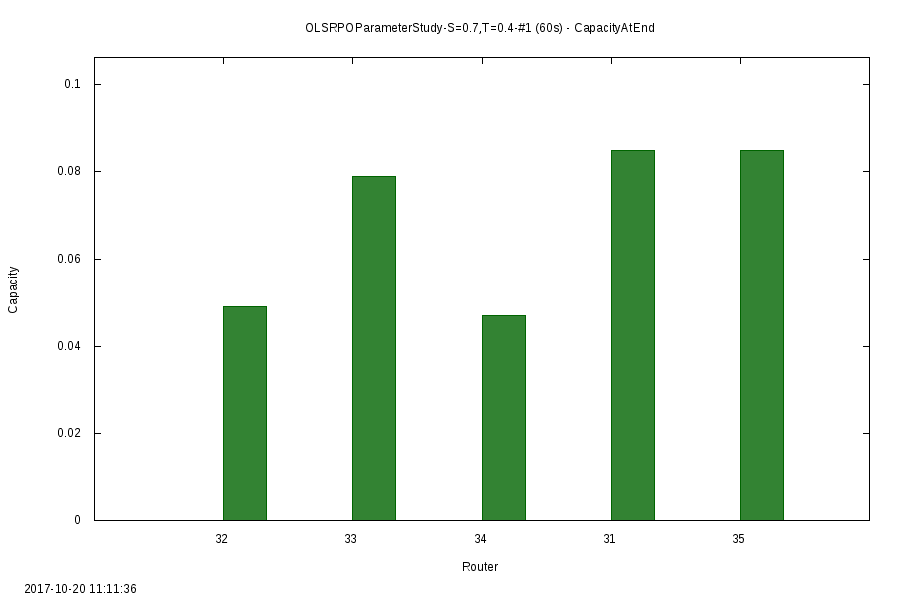 OLSRPOParameterStudy-S=0.7,T=0.4-#1 (60s) - CapacityAtEnd
0.1
0.08
0.06
0.04
0.02
0
Capacity
32 33 34 31 35
Router
2017-10-20 11:11:36